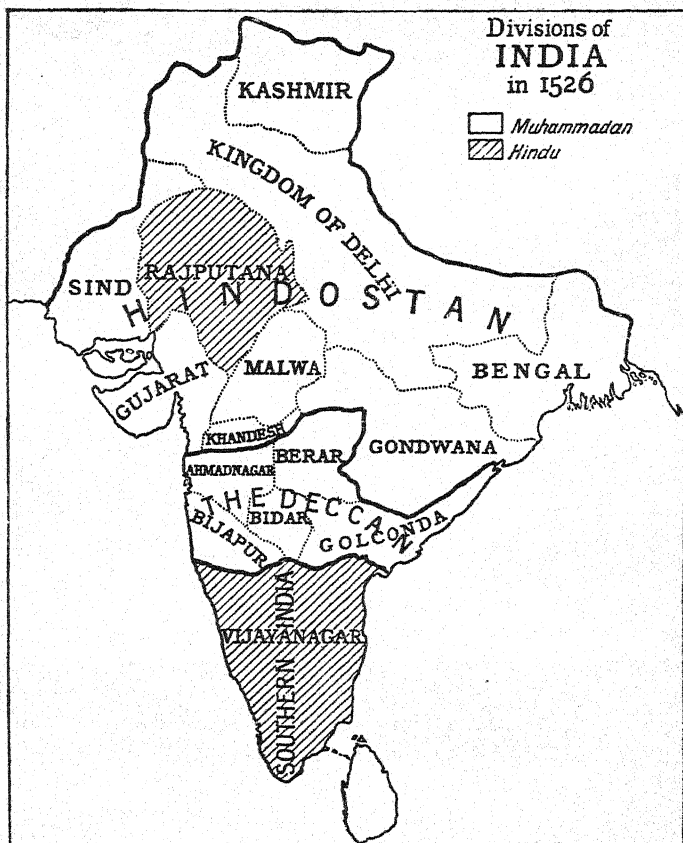 Divisions of
INDIA
in 1526
Muhammadan
Hindu
KASHMIR
KINGDOM OF DELHI
RAJPUTANA
SIND
HINDOSTAN
GUJARAT
MALWA
BENGAL
KHANDESH
GONDWANA
BERAR
AHMADNAGAR
THE DECCAN
BIDAR
BIJAPUR
GOLCONDA
VIJAYANAGAR
SOUTHERN INDIA